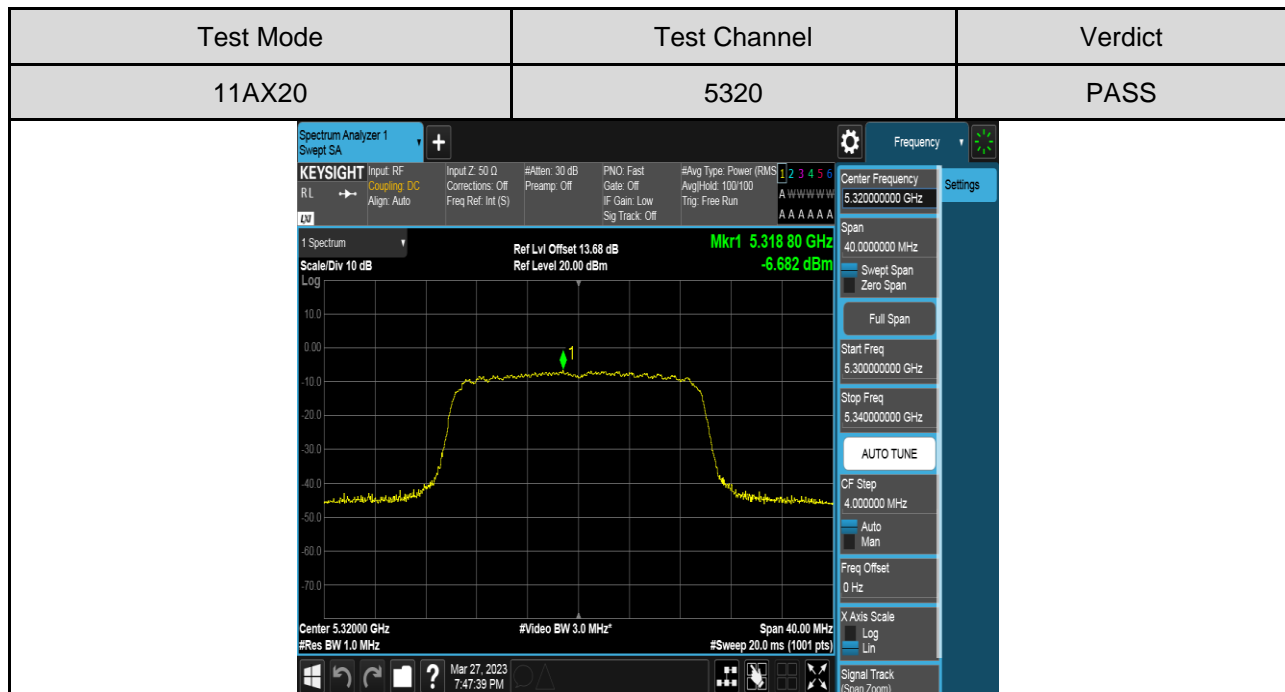 Test Mode Test Channel Verdict
11AX20 5320 PASS
Spectrum Analyzer 1
Swept SA
+
Frequency
KEYSIGHT Input: RF Input Z: 50 Ω #Atten: 30 dB PNO: Fast #Avg Type: Power (RMS 1 2 3 4 5 6
RL Coupling: DC Corrections: Off Preamp: Off Gate: Off Avg|Hold: 100/100 A W W W W W
Align: Auto Freq Ref: Int (S) IF Gain: Low Trig: Free Run
LXI Sig Track: Off A A A A A A
Settings
Center Frequency
5.320000000 GHz
Span
40.0000000 MHz
Swept Span
Zero Span
Full Span
Start Freq
5.300000000 GHz
Stop Freq
5.340000000 GHz
AUTO TUNE
CF Step
4.000000 MHz
Auto
Man
Freq Offset
0 Hz
X Axis Scale
Log
Lin
Signal Track
(Span Zoom)
1 Spectrum Ref Lvl Offset 13.68 dB Mkr1 5.318 80 GHz
Scale/Div 10 dB Ref Level 20.00 dBm -6.682 dBm
Log
10.0
0.00
1
-10.0
-20.0
-30.0
-40.0
-50.0
-60.0
-70.0
Center 5.32000 GHz #Video BW 3.0 MHz* Span 40.00 MHz
#Res BW 1.0 MHz #Sweep 20.0 ms (1001 pts)
? Mar 27, 2023
7:47:39 PM